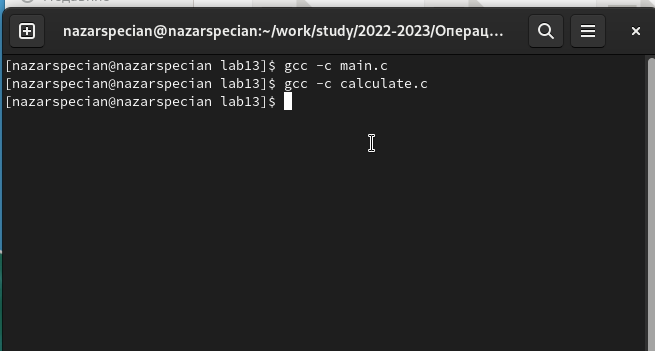 nazarspecian@nazarspecian:~/work/study/2022-2023/Операц...
[nazarspecian@nazarspecian lab13]$ gcc -c main.c
[nazarspecian@nazarspecian lab13]$ gcc -c calculate.c
[nazarspecian@nazarspecian lab13]$